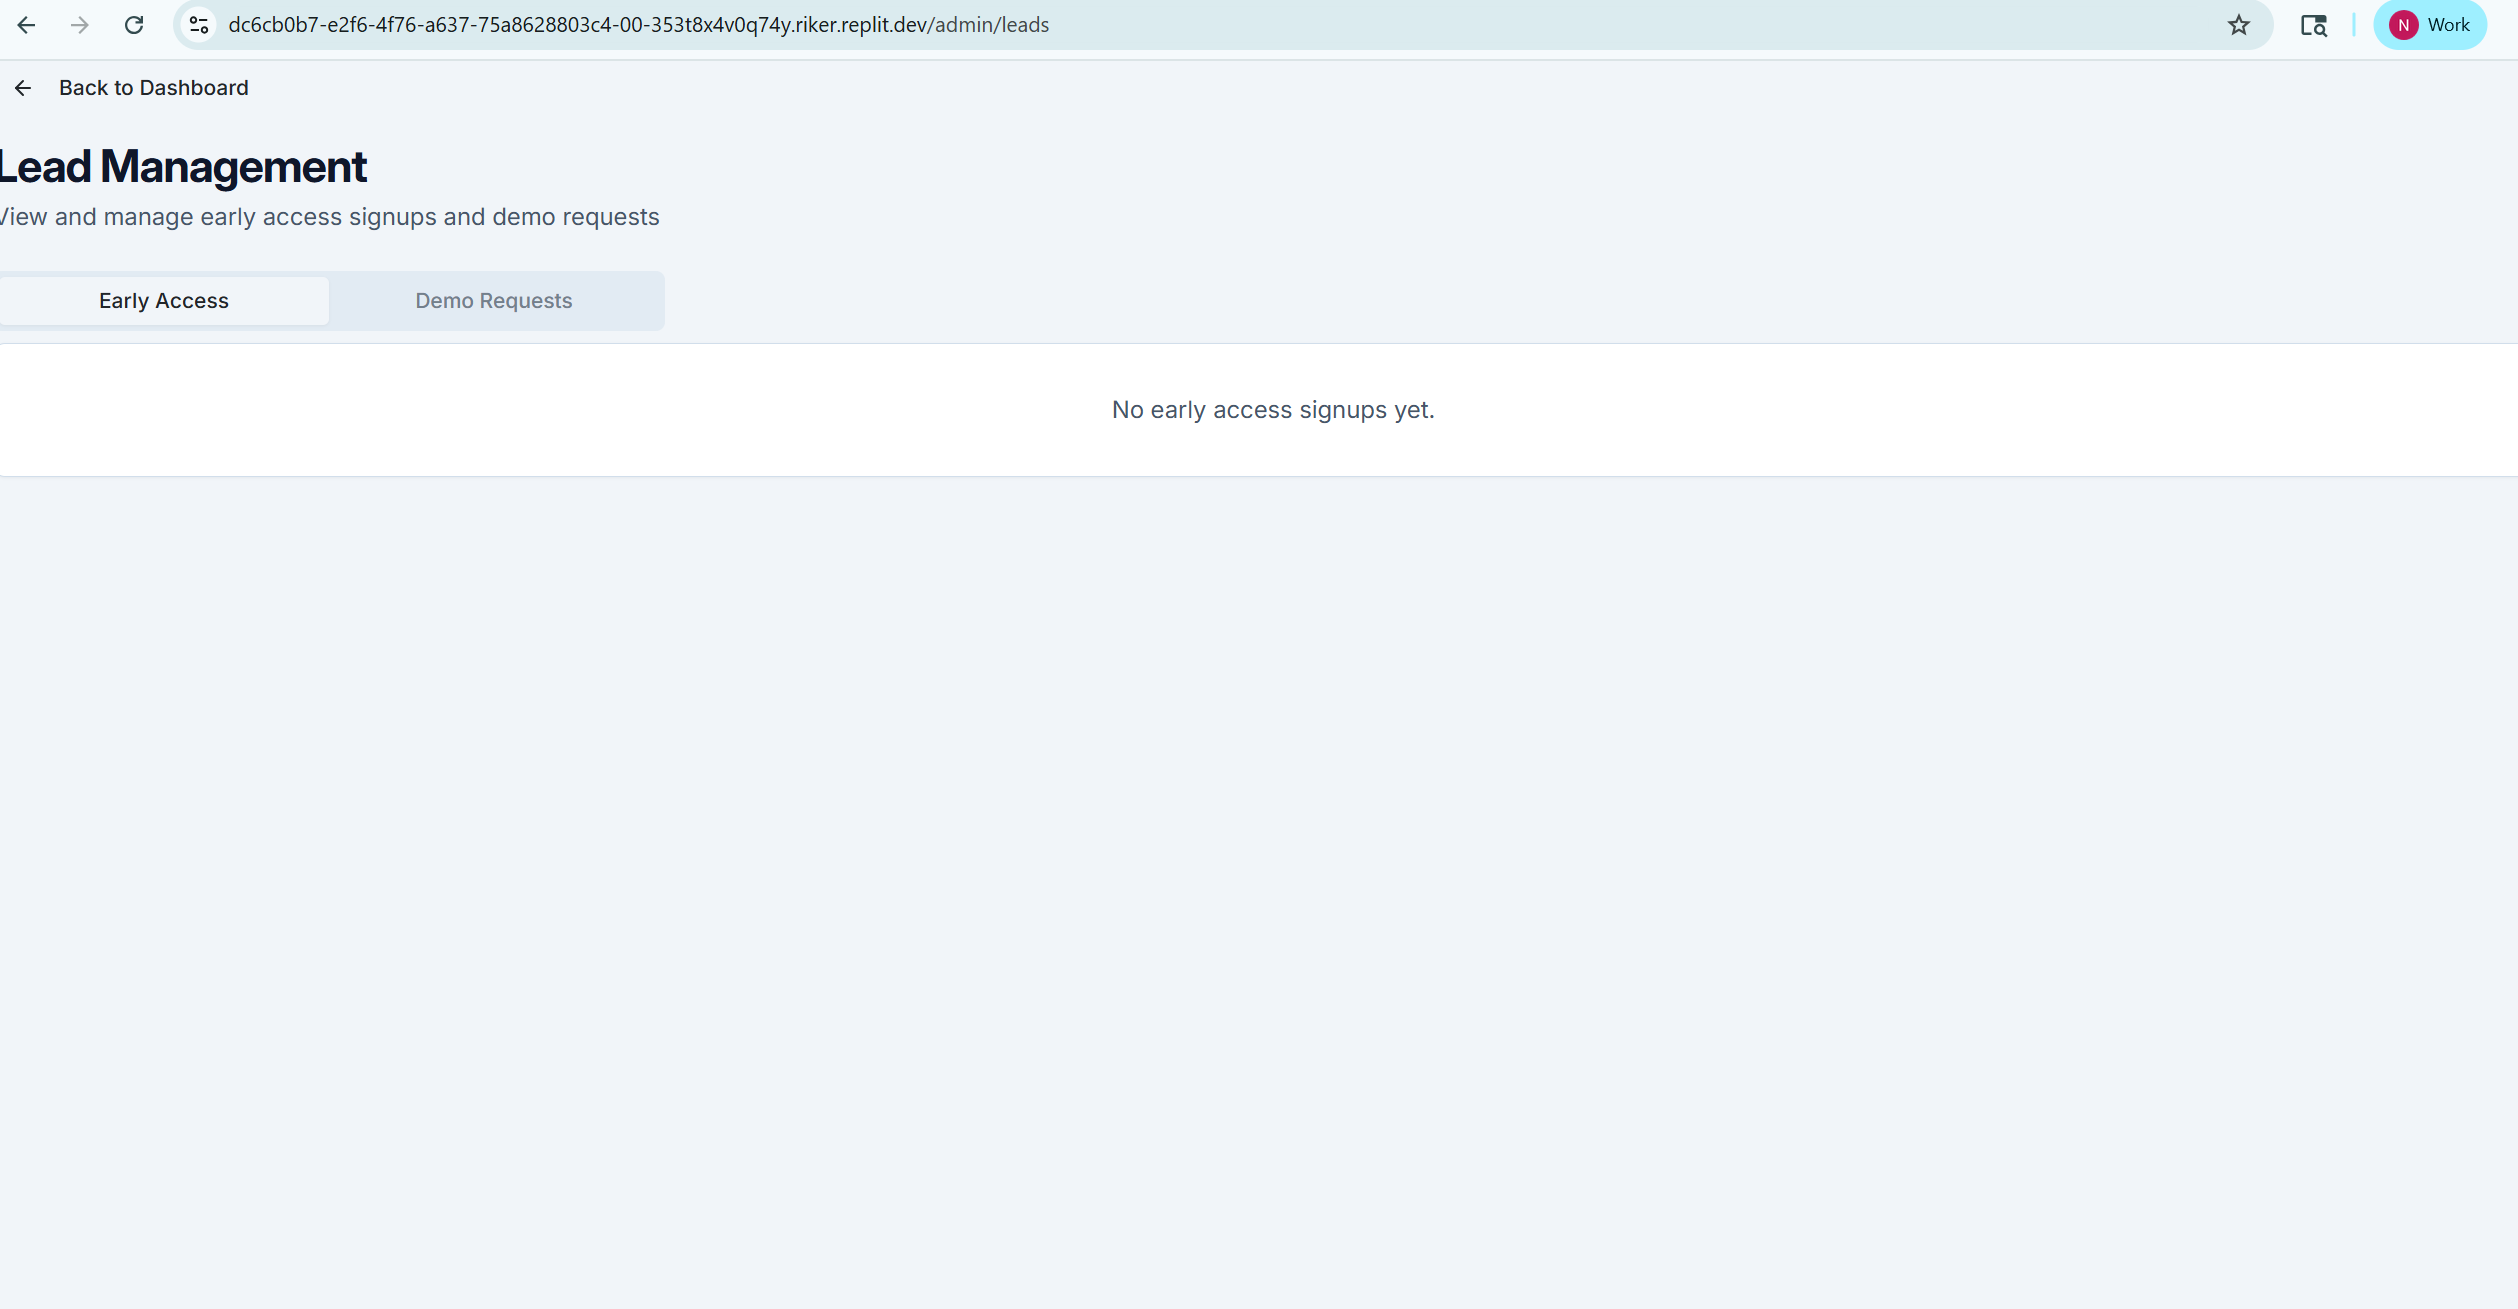 dc6cb0b7-e2f6-4f76-a637-75a8628803c4-00-353t8x4v0q74y.riker.replit.dev/admin/leads
N Work
Back to Dashboard
Lead Management
View and manage early access signups and demo requests
Early Access Demo Requests
No early access signups yet.